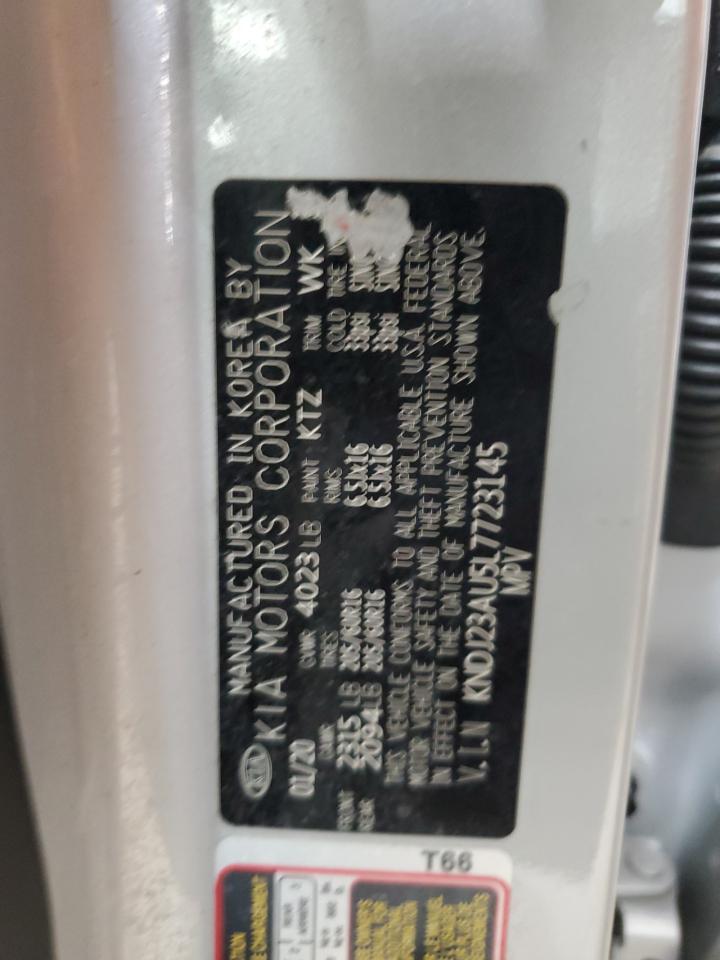 MANUFACTURED IN KOREA BY
KIA KIA MOTORS CORPORATION
01/20 GVWR 4023 LB PAINT KTZ TRIM WK
GAWR TIRES RIMS COLD TIRE
FRONT 2315 LB 205/60R16 6.5Jx16 33psi
REAR 2094 LB 205/60R16 6.5Jx16 33psi
THIS VEHICLE CONFORMS TO ALL APPLICABLE U.S.A. FEDERAL
MOTOR VEHICLE SAFETY AND THEFT PREVENTION STANDARDS
IN EFFECT ON THE DATE OF MANUFACTURE SHOWN ABOVE.
V.I.N KNDJ23AU5L7723145
MPV
T66